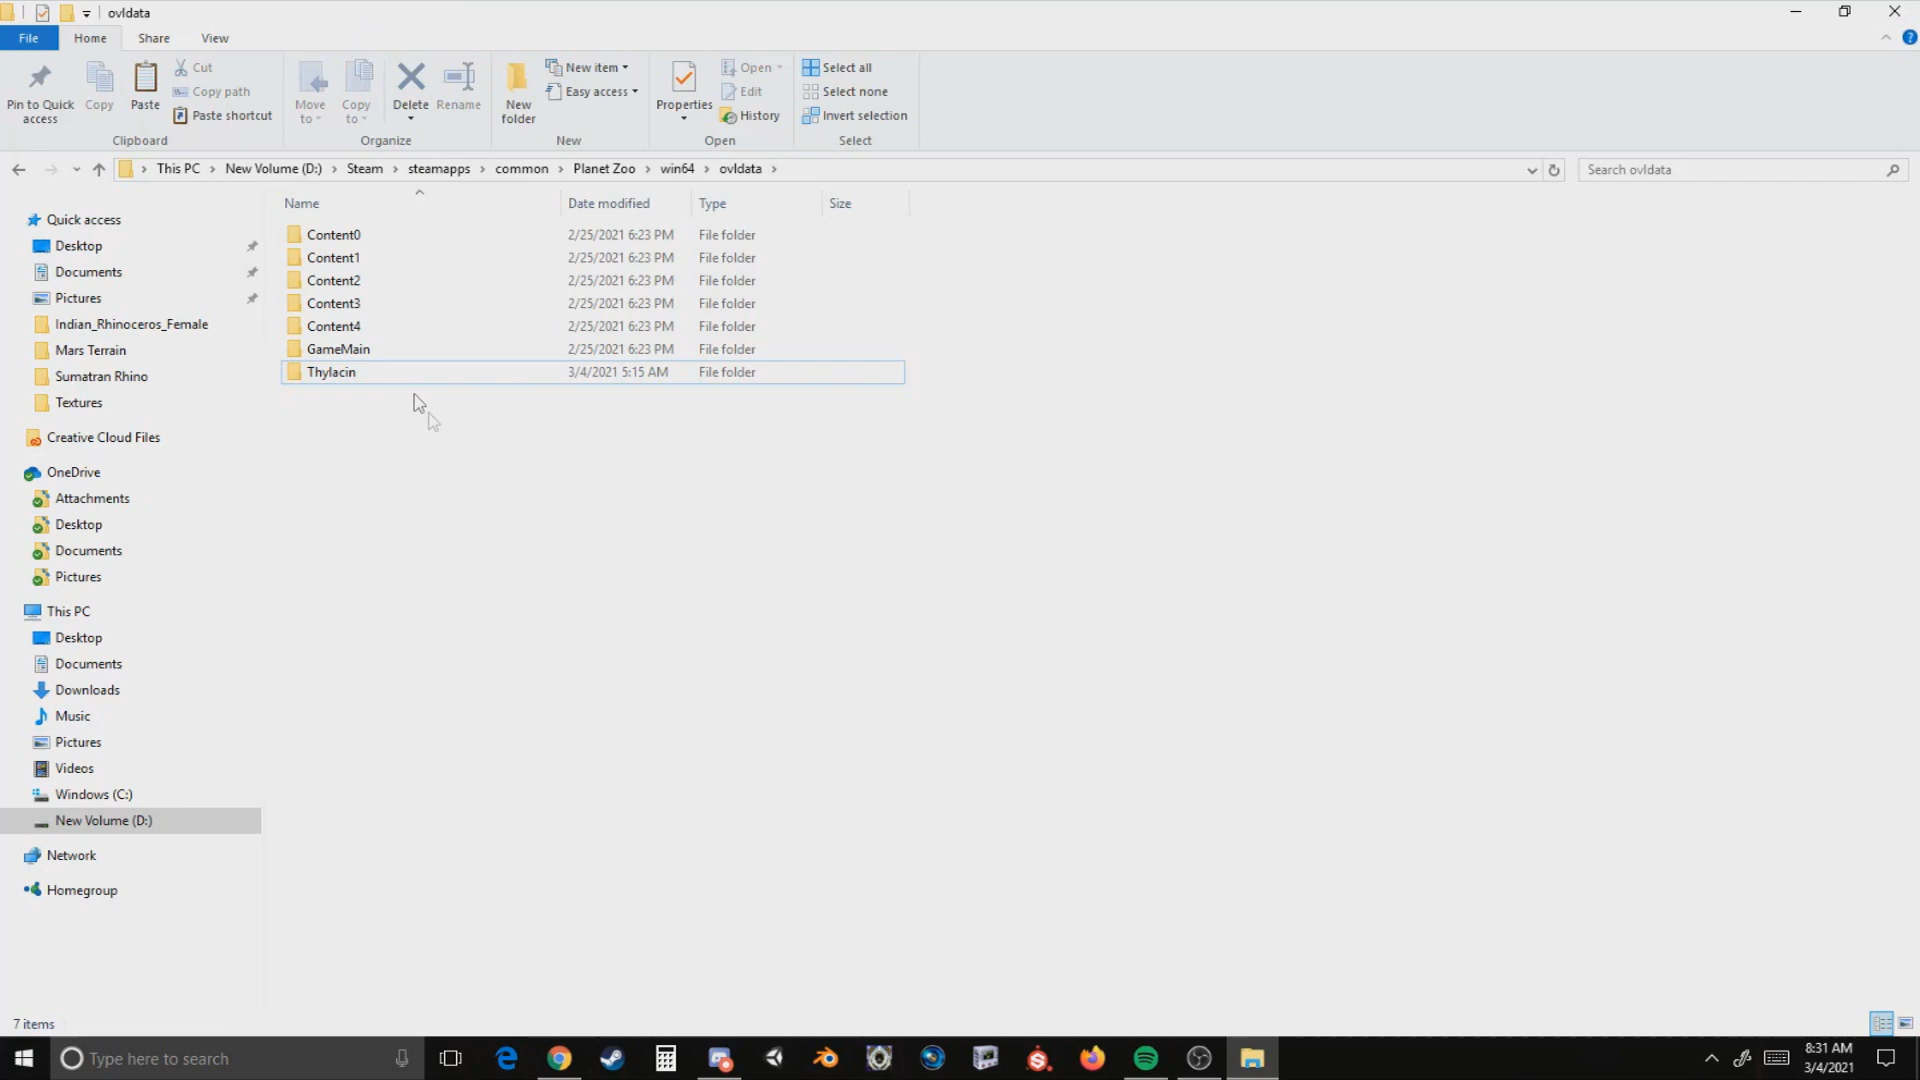 ovldata
File Home Share View
Pin to Quick access
Copy
Paste
Cut
Copy path
Paste shortcut
Clipboard
Move to
Copy to
Delete
Rename
Organize
New folder
New item
Easy access
New
Properties
Open
Edit
History
Open
Select all
Select none
Invert selection
Select
This PC New Volume (D:) Steam steamapps common Planet Zoo win64 ovldata
Search ovldata
Name Date modified Type Size
Content0 2/25/2021 6:23 PM File folder
Content1 2/25/2021 6:23 PM File folder
Content2 2/25/2021 6:23 PM File folder
Content3 2/25/2021 6:23 PM File folder
Content4 2/25/2021 6:23 PM File folder
GameMain 2/25/2021 6:23 PM File folder
Thylacin 3/4/2021 5:15 AM File folder
Quick access
Desktop
Documents
Pictures
Indian_Rhinoceros_Female
Mars Terrain
Sumatran Rhino
Textures
Creative Cloud Files
OneDrive
Attachments
Desktop
Documents
Pictures
This PC
Desktop
Documents
Downloads
Music
Pictures
Videos
Windows (C:)
New Volume (D:)
Network
Homegroup
7 items
Type here to search
8:31 AM
3/4/2021